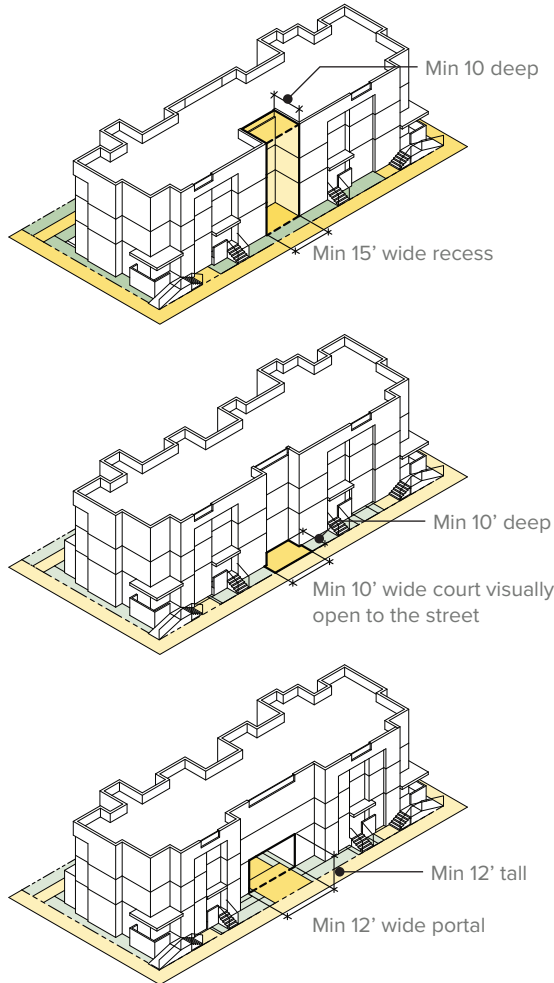 Min 10 deep
Min 15' wide recess
Min 10' deep
Min 10' wide court visually
open to the street
Min 12' tall
Min 12' wide portal